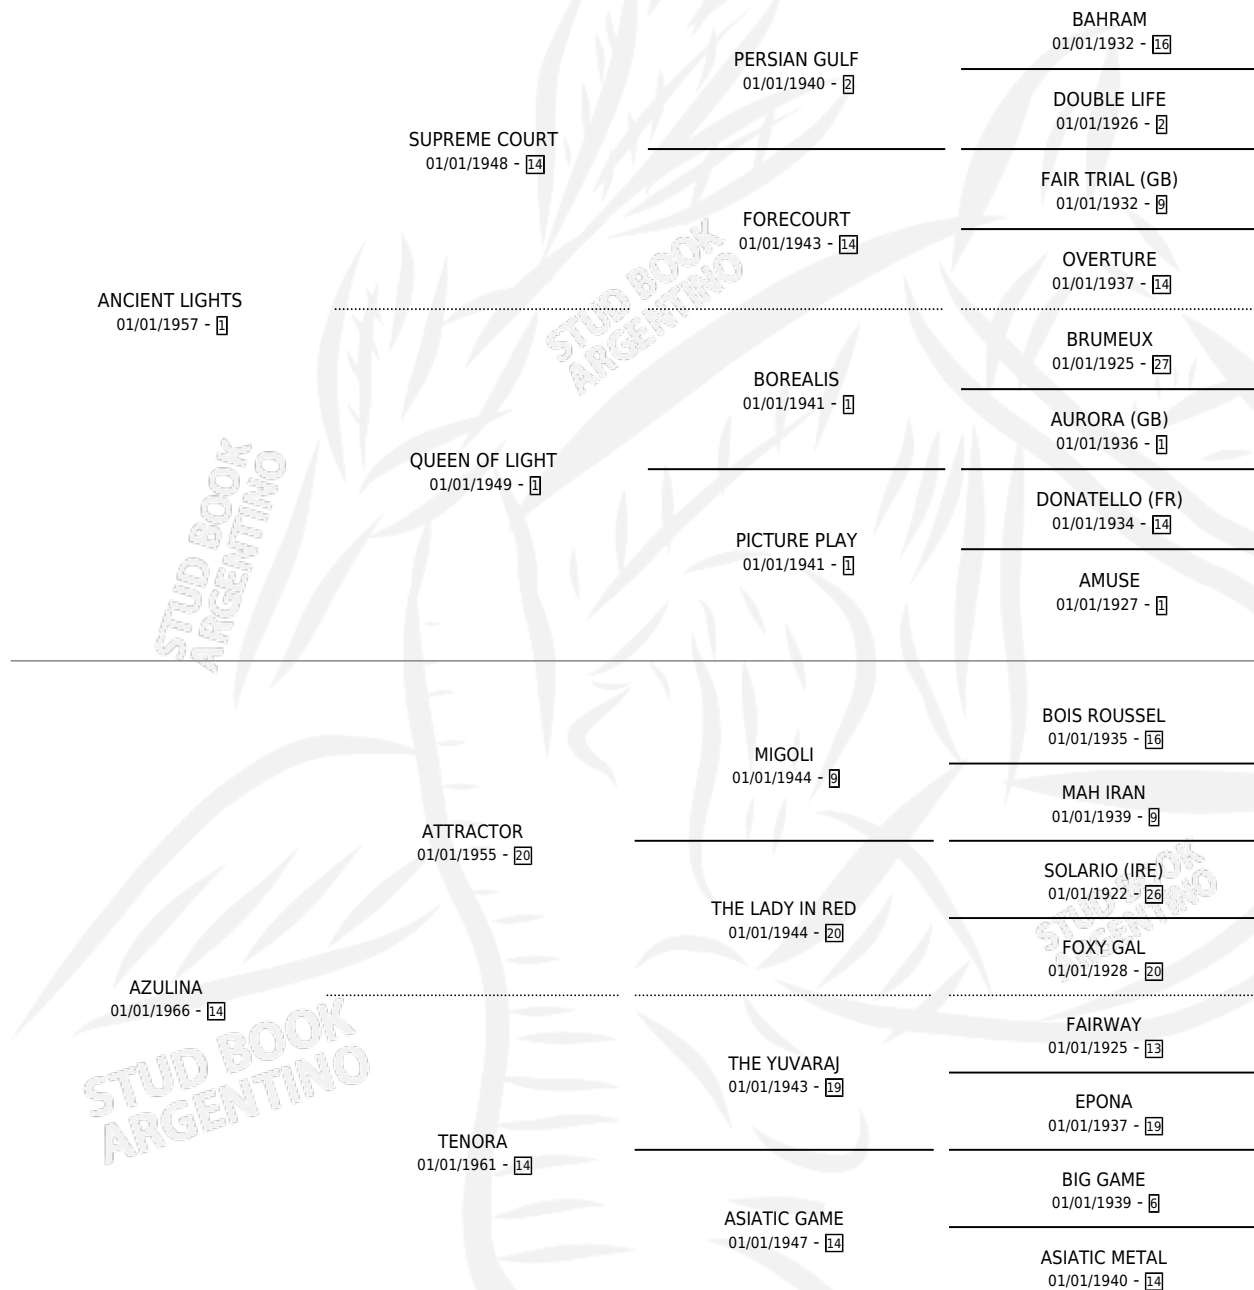 BAHRAM
01/01/1932 - 16
PERSIAN GULF
01/01/1940 - 2
DOUBLE LIFE
01/01/1926 - 2
SUPREME COURT
01/01/1948 - 14
FAIR TRIAL (GB)
01/01/1932 - 9
FORECOURT
01/01/1943 - 14
OVERTURE
01/01/1937 - 14
ANCIENT LIGHTS
01/01/1957 - 1
BRUMEUX
01/01/1925 - 27
BOREALIS
01/01/1941 - 1
AURORA (GB)
01/01/1936 - 1
QUEEN OF LIGHT
01/01/1949 - 1
DONATELLO (FR)
01/01/1934 - 14
PICTURE PLAY
01/01/1941 - 1
AMUSE
01/01/1927 - 1
BOIS ROUSSEL
01/01/1935 - 16
MIGOLI
01/01/1944 - 9
MAH IRAN
01/01/1939 - 9
ATTRACTOR
01/01/1955 - 20
SOLARIO (IRE)
01/01/1922 - 26
THE LADY IN RED
01/01/1944 - 20
FOXY GAL
01/01/1928 - 20
AZULINA
01/01/1966 - 14
FAIRWAY
01/01/1925 - 13
THE YUVARAJ
01/01/1943 - 19
EPONA
01/01/1937 - 19
TENORA
01/01/1961 - 14
BIG GAME
01/01/1939 - 6
ASIATIC GAME
01/01/1947 - 14
ASIATIC METAL
01/01/1940 - 14
STUD BOOK
ARGENTINO
STUD BOOK
ARGENTINO
STUD BOOK
ARGENTINO
STUD BOOK
ARGENTINO